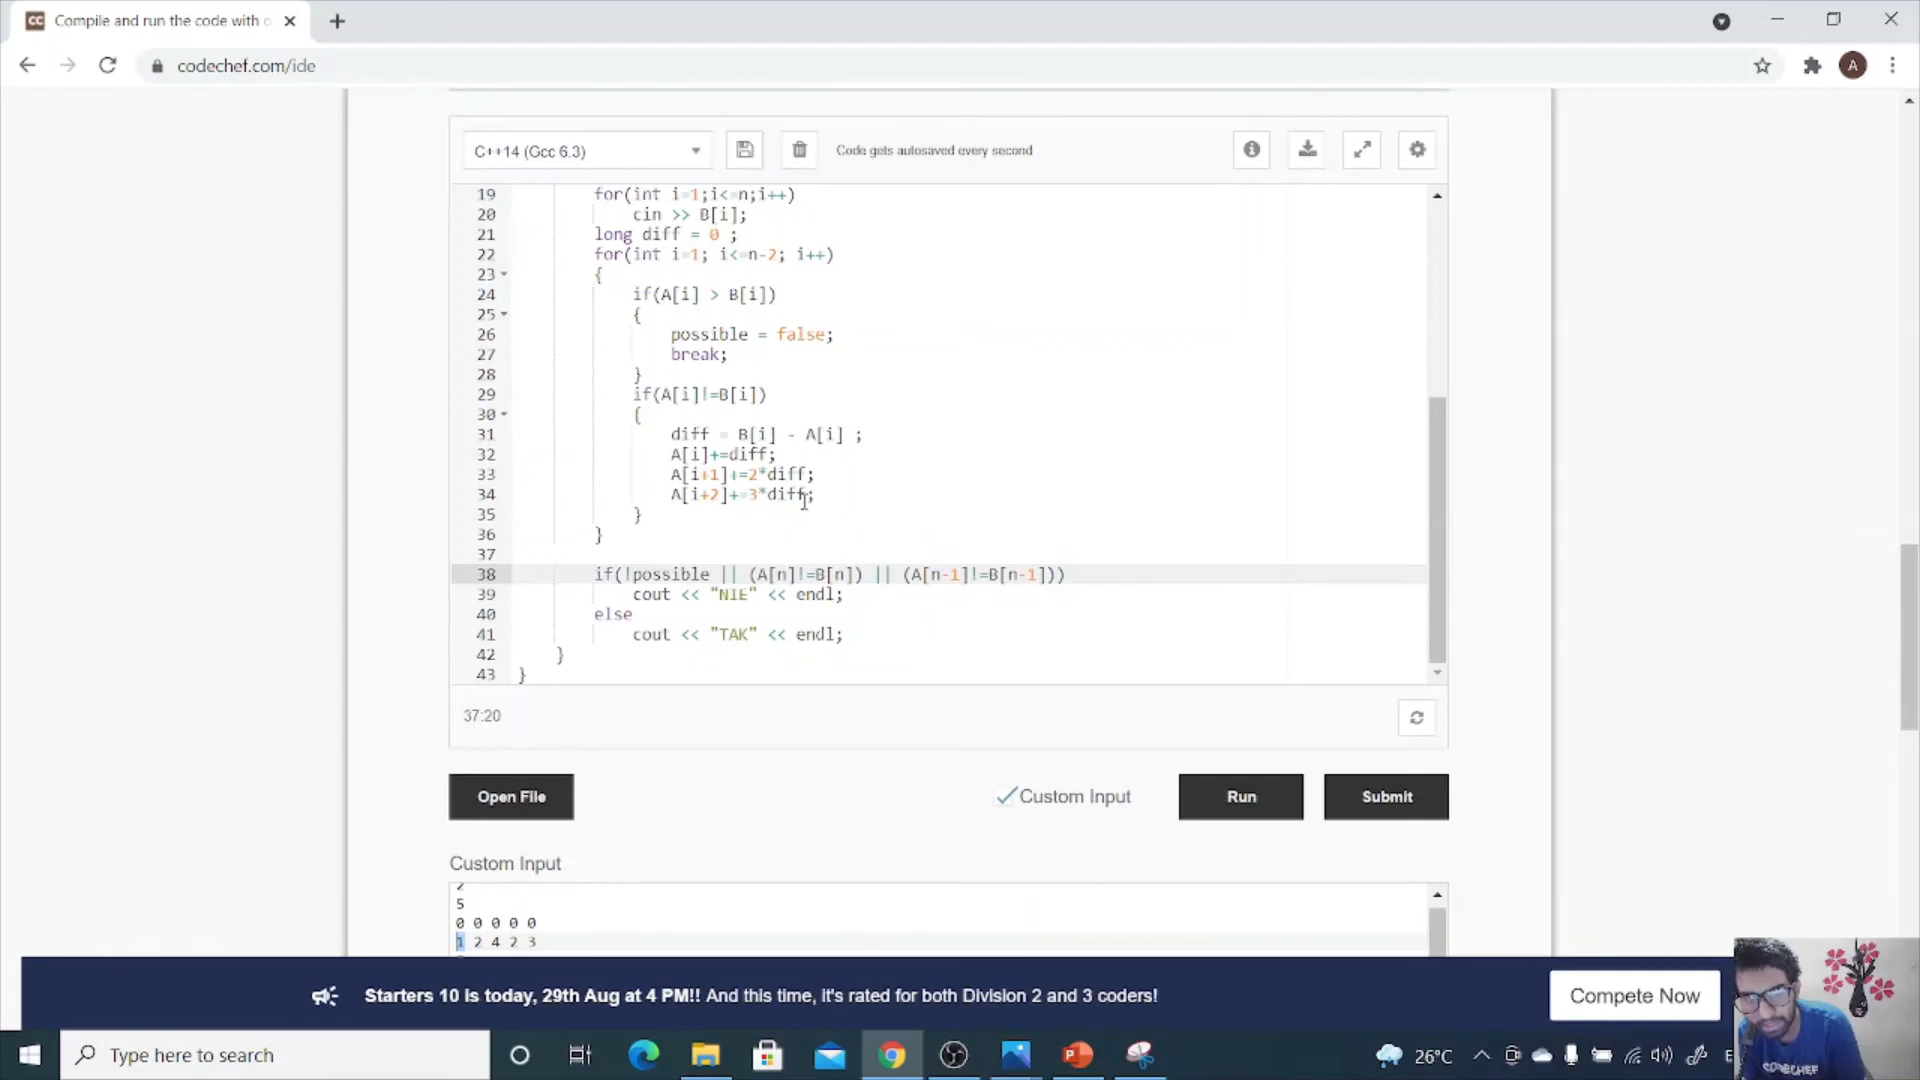 CC Compile and run the code with o
codechef.com/ide
A
C++14 (Gcc 6.3)
Code gets autosaved every second
19 for(int i=1;i<=n;i++)
20 cin >> B[i];
21 long diff = 0 ;
22 for(int i=1; i<=n-2; i++)
23 {
24 if(A[i] > B[i])
25 {
26 possible = false;
27 break;
28 }
29 if(A[i]!=B[i])
30 {
31 diff = B[i] - A[i] ;
32 A[i]+=diff;
33 A[i+1]+=2*diff;
34 A[i+2]+=3*diff;
35 }
36 }
37
38 if(!possible || (A[n]!=B[n]) || (A[n-1]!=B[n-1]))
39 cout << "NIE" << endl;
40 else
41 cout << "TAK" << endl;
42 }
43 }
37:20
Open File
Custom Input
Run
Submit
Custom Input
2
5
0 0 0 0 0
1 2 4 2 3
Starters 10 is today, 29th Aug at 4 PM!! And this time, it's rated for both Division 2 and 3 coders!
Compete Now
Type here to search
26°C
CODECHEF